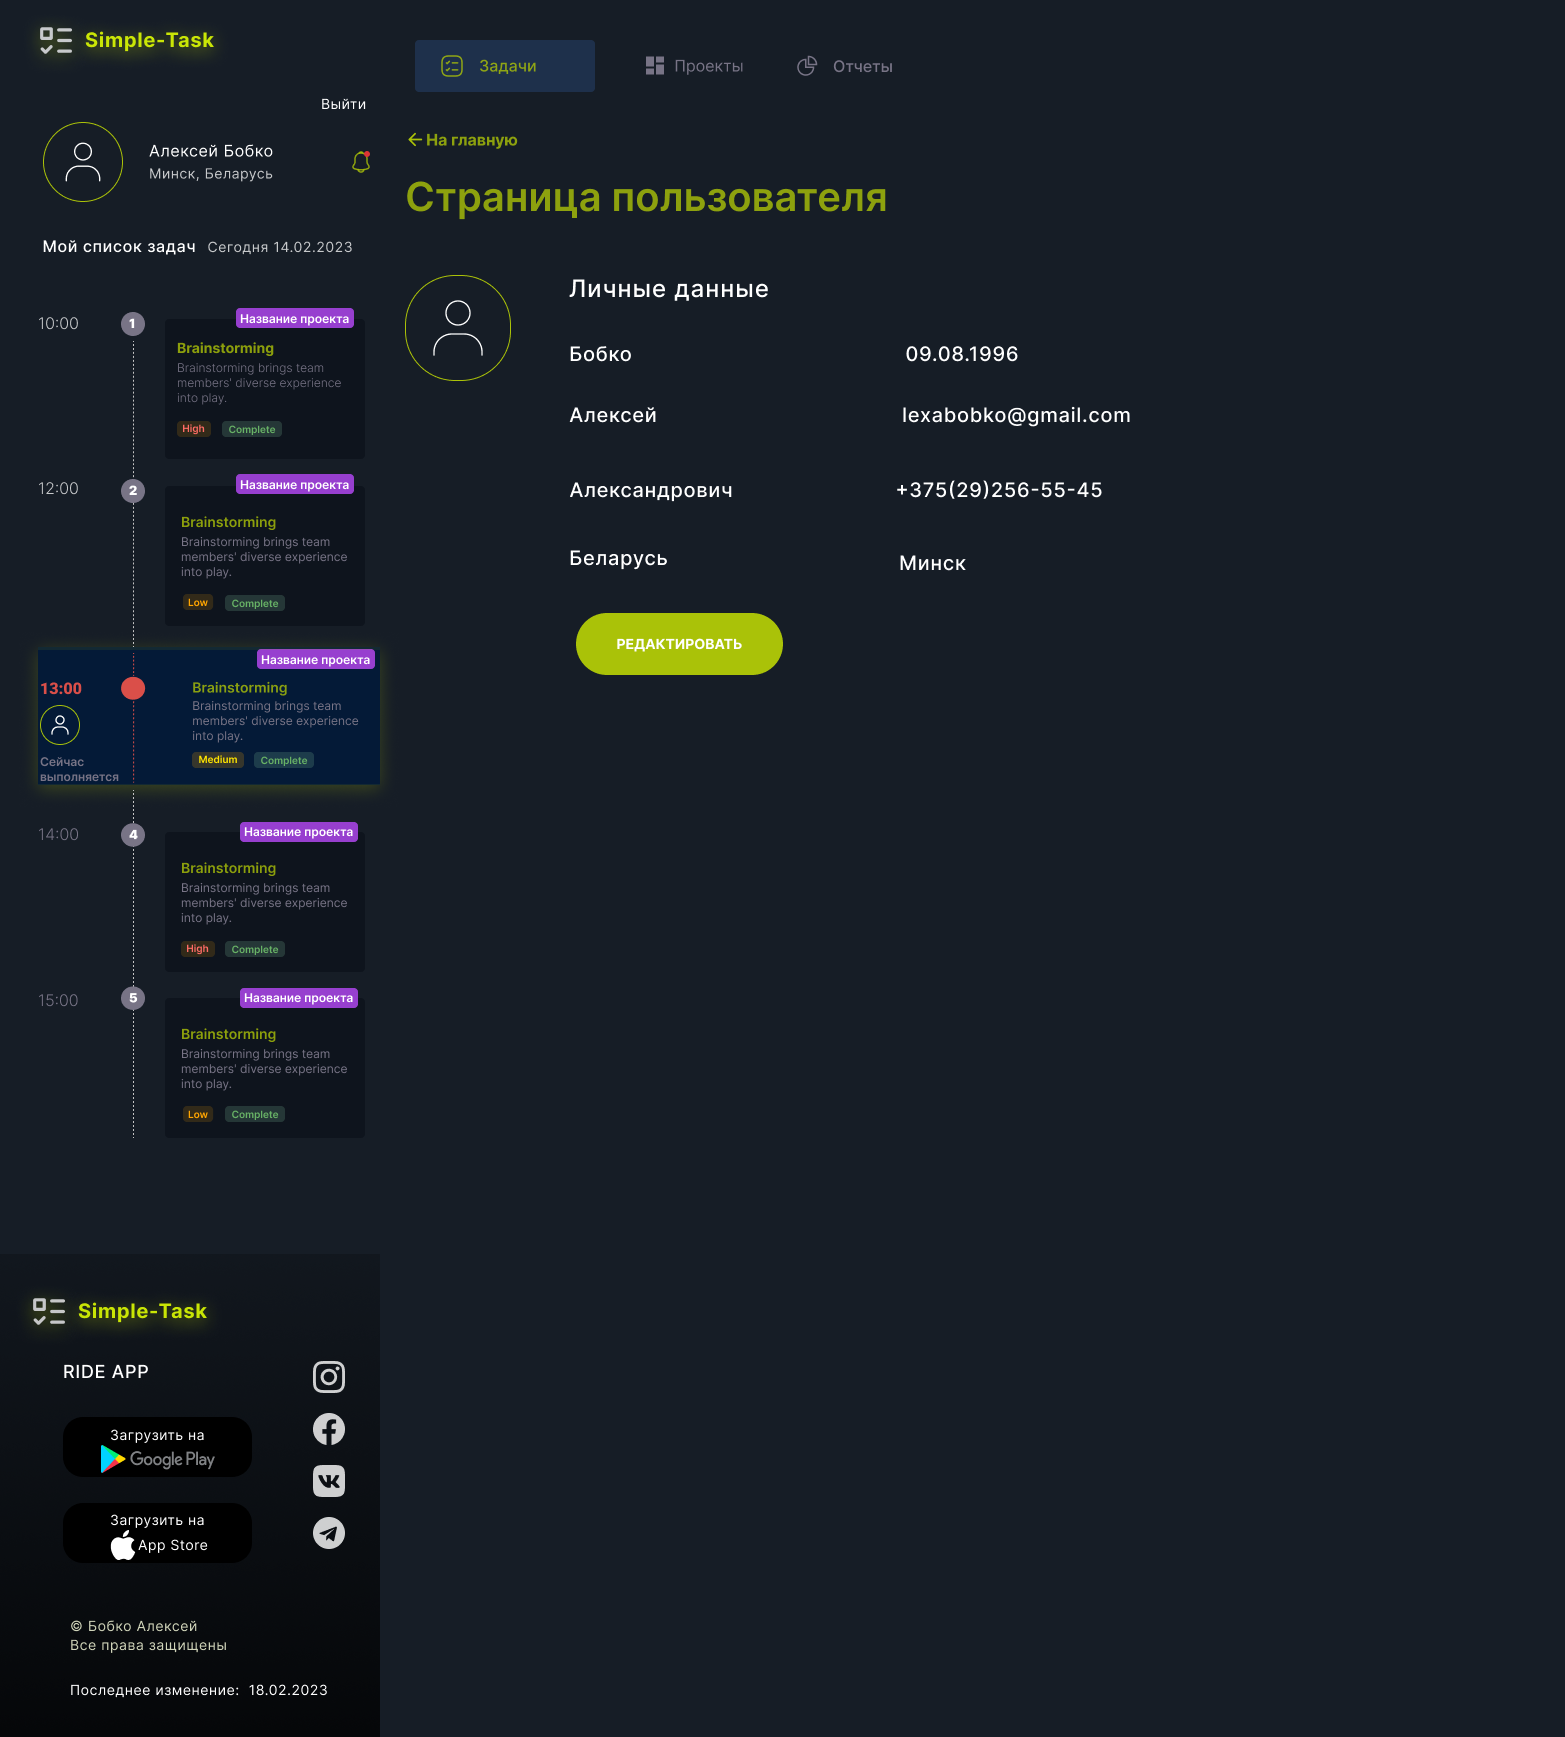 Simple-Task
Выйти
Алексей Бобко
Минск, Беларусь
Мой список задач Сегодня 14.02.2023
10:00
1
Название проекта
Brainstorming
Brainstorming brings team
members' diverse experience
into play.
High Complete
12:00
2
Название проекта
Brainstorming
Brainstorming brings team
members' diverse experience
into play.
Low Complete
13:00
Сейчас
выполняется
Название проекта
Brainstorming
Brainstorming brings team
members' diverse experience
into play.
Medium Complete
14:00
4
Название проекта
Brainstorming
Brainstorming brings team
members' diverse experience
into play.
High Complete
15:00
5
Название проекта
Brainstorming
Brainstorming brings team
members' diverse experience
into play.
Low Complete
Simple-Task
RIDE APP
Загрузить на
Google Play
Загрузить на
App Store
© Бобко Алексей
Все права защищены
Последнее изменение: 18.02.2023
Задачи Проекты Отчеты
На главную
Страница пользователя
Личные данные
Бобко 09.08.1996
Алексей lexabobko@gmail.com
Александрович +375(29)256-55-45
Беларусь Минск
РЕДАКТИРОВАТЬ